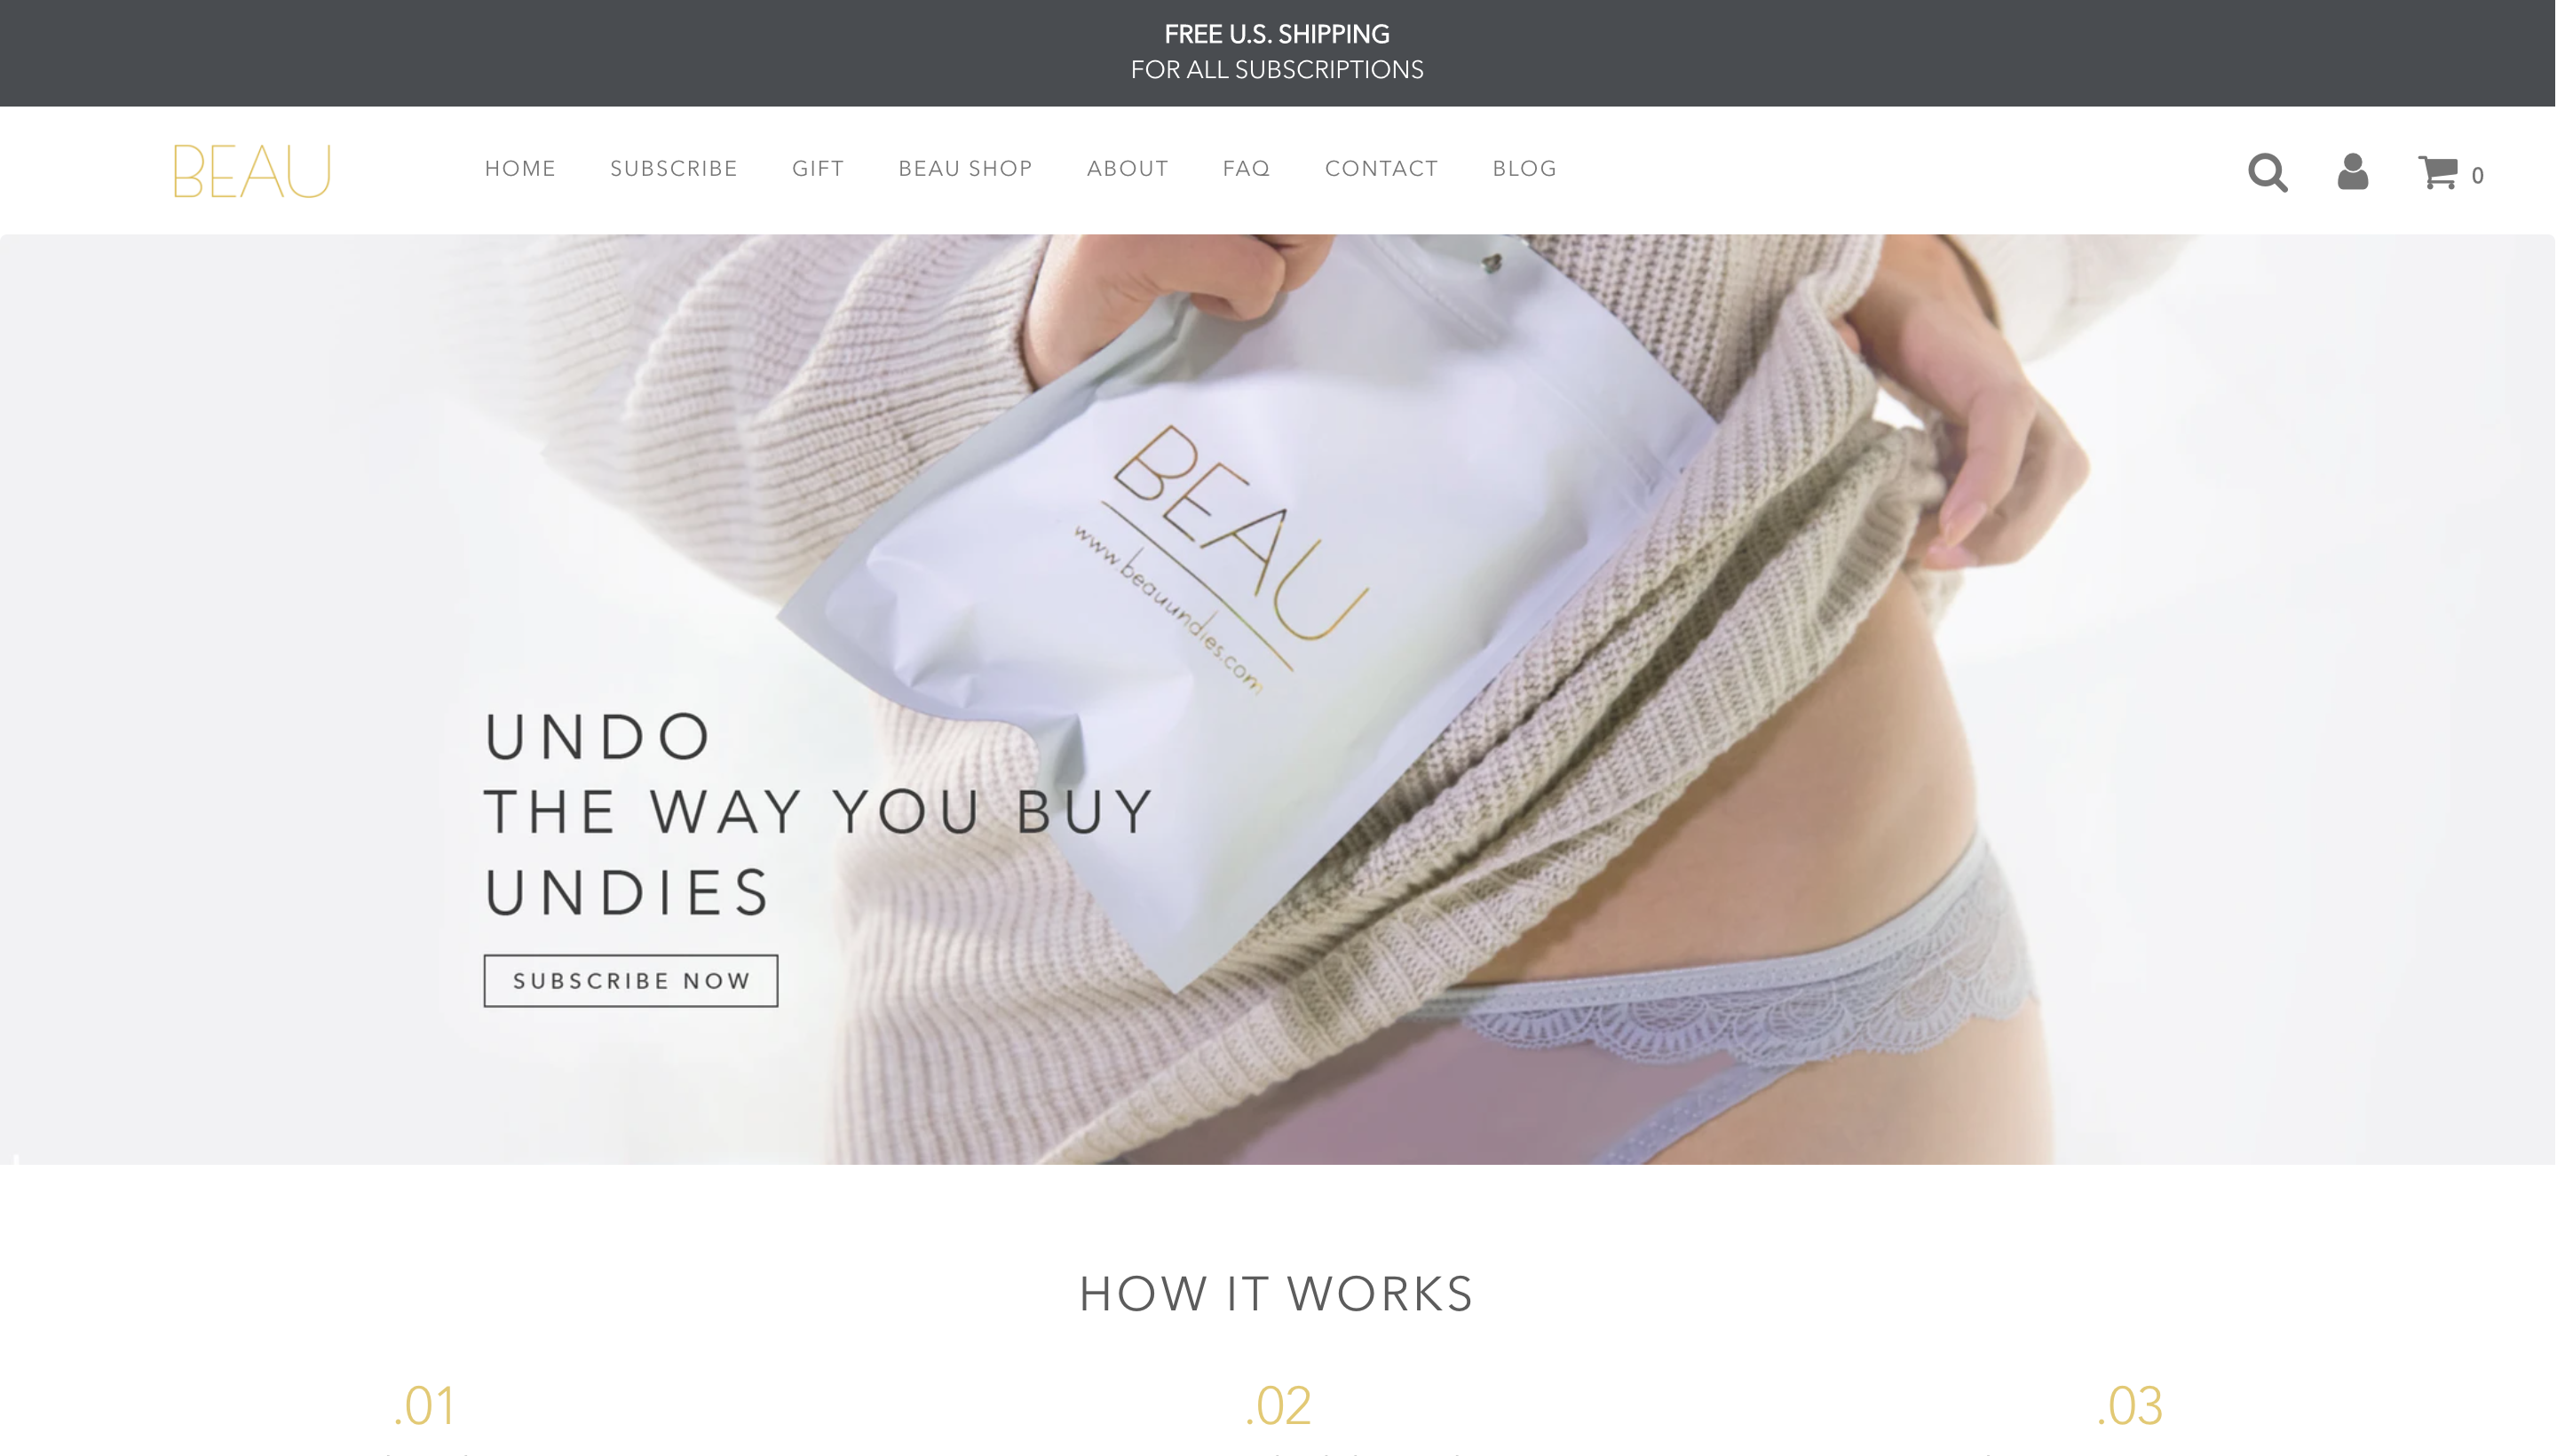 FREE U.S. SHIPPING
FOR ALL SUBSCRIPTIONS
BEAU
HOME SUBSCRIBE GIFT BEAU SHOP ABOUT FAQ CONTACT BLOG
0
BEAU
www.beauundies.com
UNDO
THE WAY YOU BUY
UNDIES
SUBSCRIBE NOW
HOW IT WORKS
.01 .02 .03